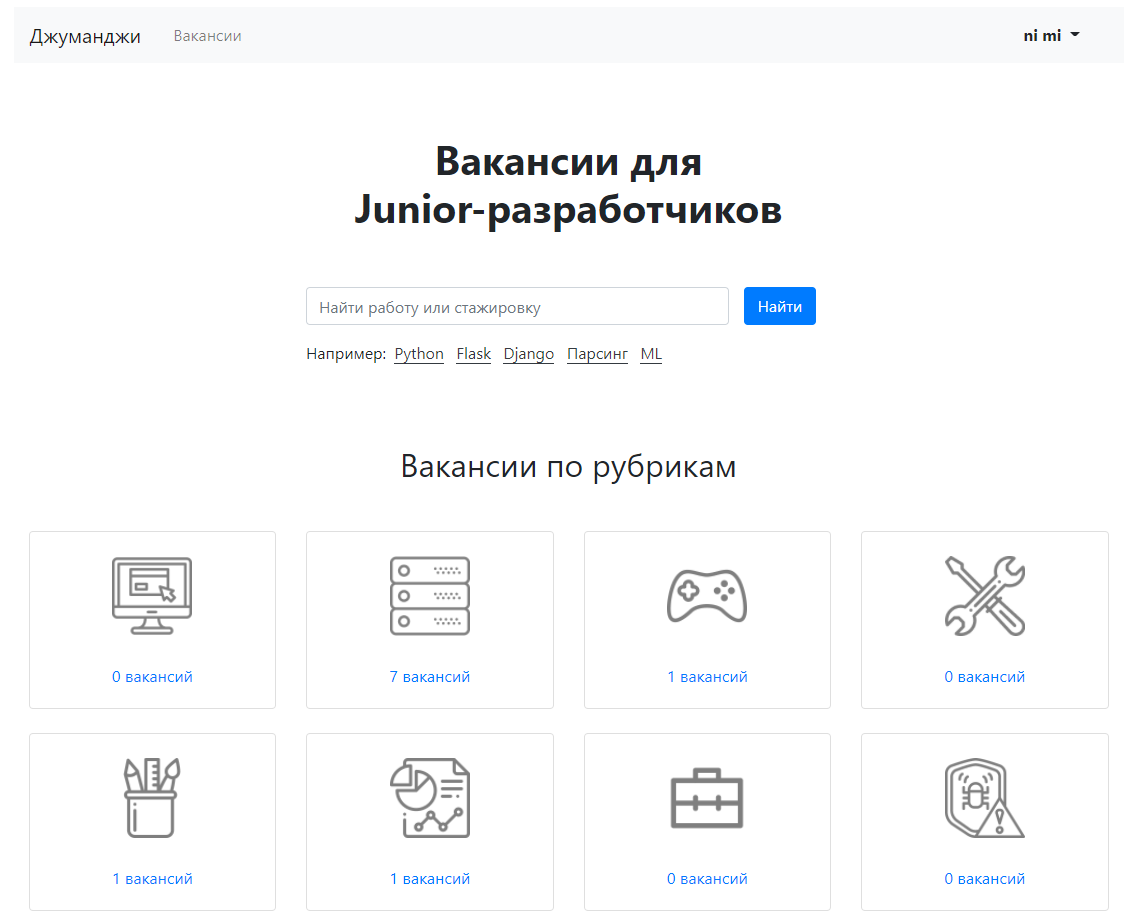 Джуманджи Вакансии ni mi
Вакансии для
Junior-разработчиков
Найти работу или стажировку Найти
Например: Python Flask Django Парсинг ML
Вакансии по рубрикам
0 вакансий 7 вакансий 1 вакансий 0 вакансий
1 вакансий 1 вакансий 0 вакансий 0 вакансий